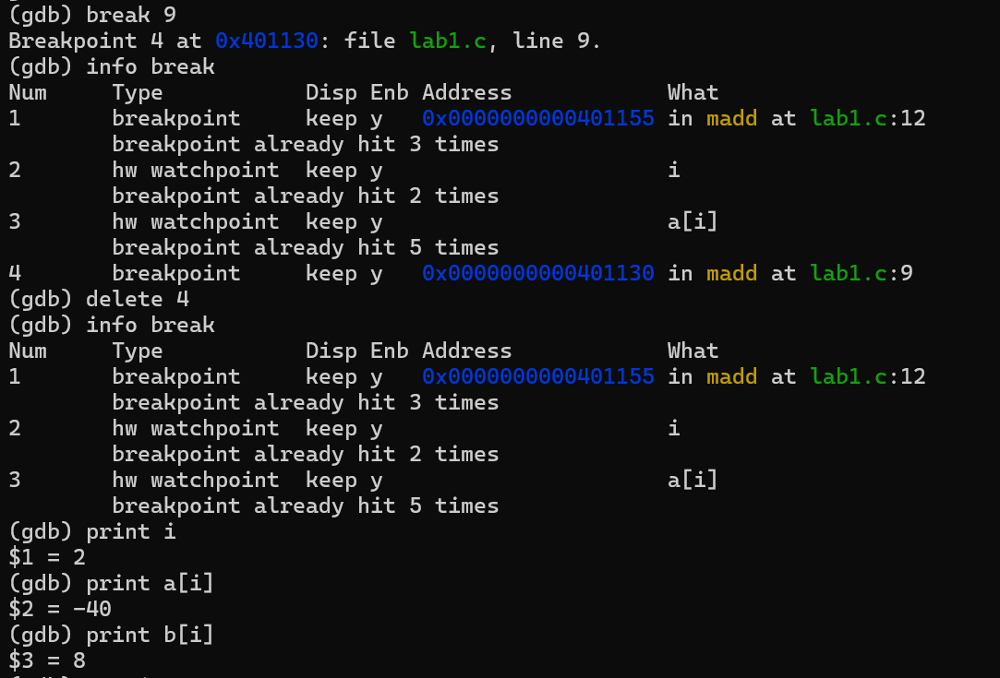 (gdb) break 9
Breakpoint 4 at 0x401130: file lab1.c, line 9.
(gdb) info break
Num     Type           Disp Enb Address            What
1       breakpoint     keep y   0x0000000000401155 in madd at lab1.c:12
        breakpoint already hit 3 times
2       hw watchpoint  keep y                      i
        breakpoint already hit 2 times
3       hw watchpoint  keep y                      a[i]
        breakpoint already hit 5 times
4       breakpoint     keep y   0x0000000000401130 in madd at lab1.c:9
(gdb) delete 4
(gdb) info break
Num     Type           Disp Enb Address            What
1       breakpoint     keep y   0x0000000000401155 in madd at lab1.c:12
        breakpoint already hit 3 times
2       hw watchpoint  keep y                      i
        breakpoint already hit 2 times
3       hw watchpoint  keep y                      a[i]
        breakpoint already hit 5 times
(gdb) print i
$1 = 2
(gdb) print a[i]
$2 = -40
(gdb) print b[i]
$3 = 8